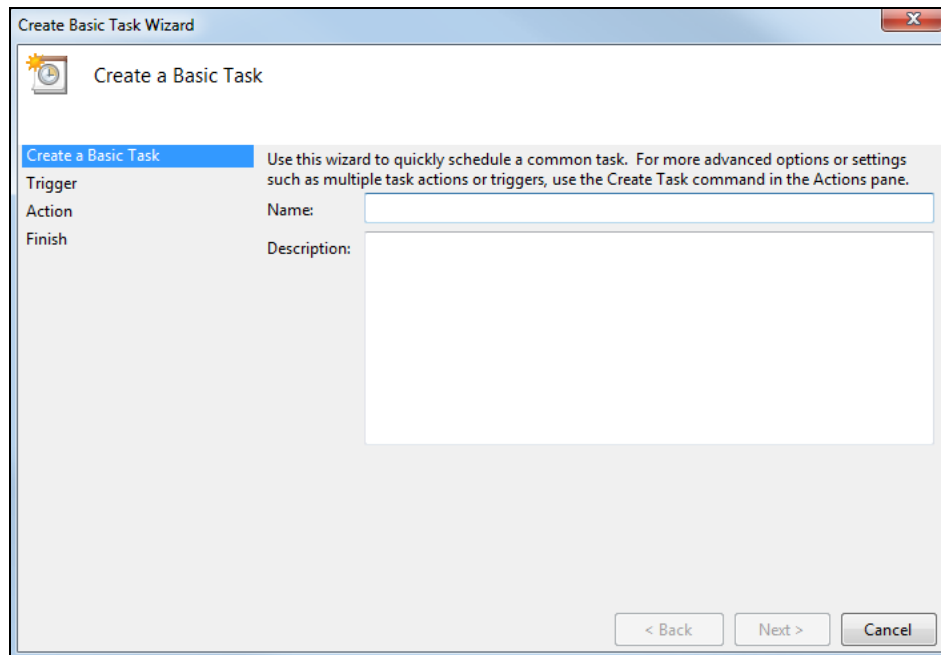 Create Basic Task Wizard
Create a Basic Task
Create a Basic Task
Trigger
Action
Finish
Use this wizard to quickly schedule a common task.  For more advanced options or settings
such as multiple task actions or triggers, use the Create Task command in the Actions pane.
Name:
Description:
< Back
Next >
Cancel